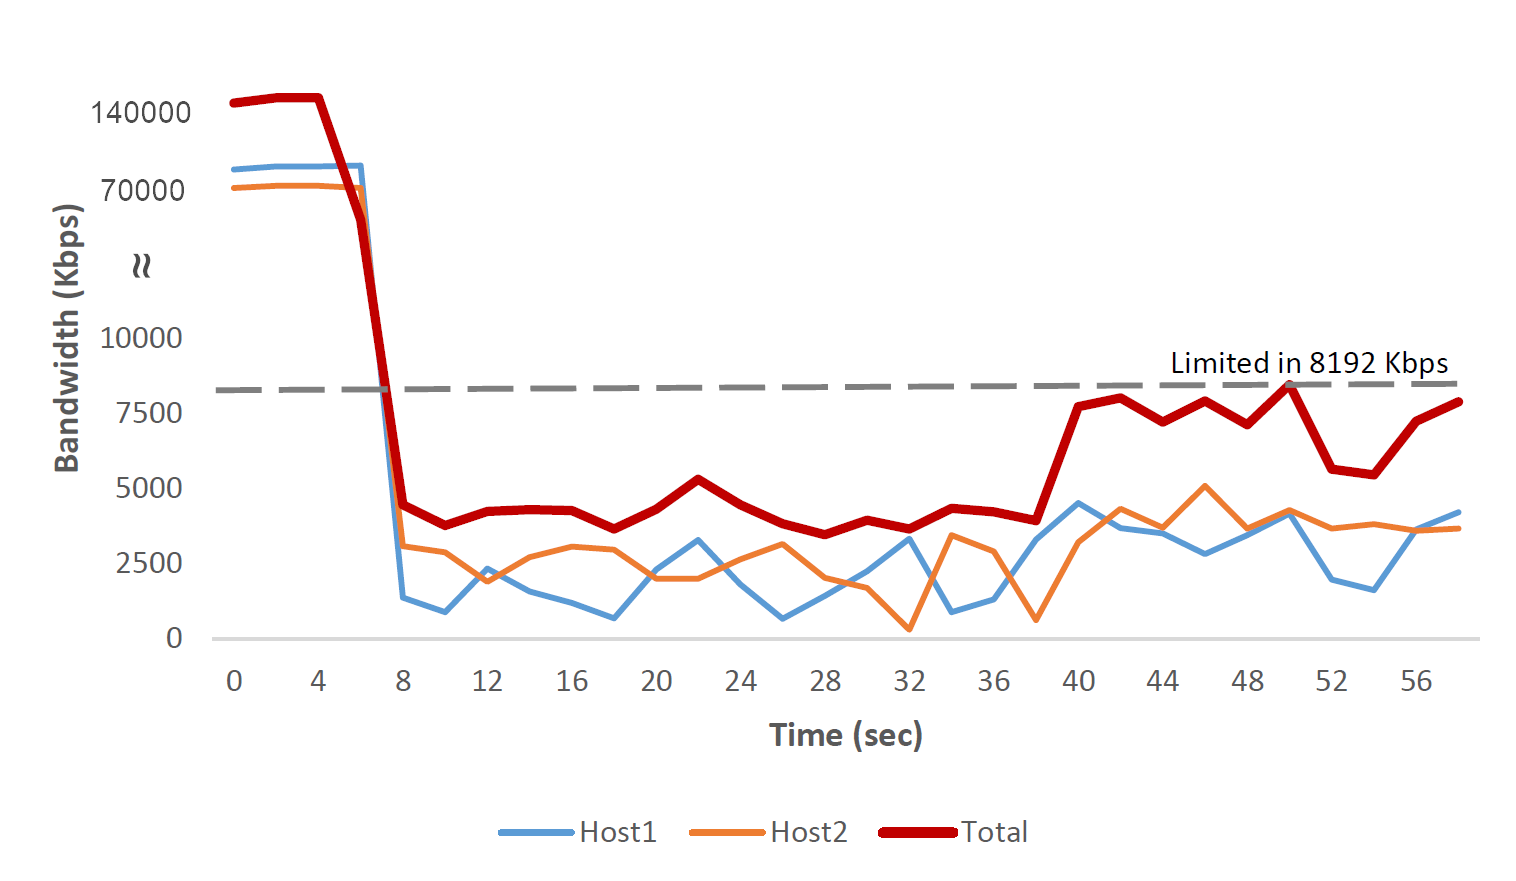 140000
70000
≈
10000
7500
5000
2500
0
Bandwidth (Kbps)
Limited in 8192 Kbps
0 4 8 12 16 20 24 28 32 36 40 44 48 52 56
Time (sec)
Host1 Host2 Total